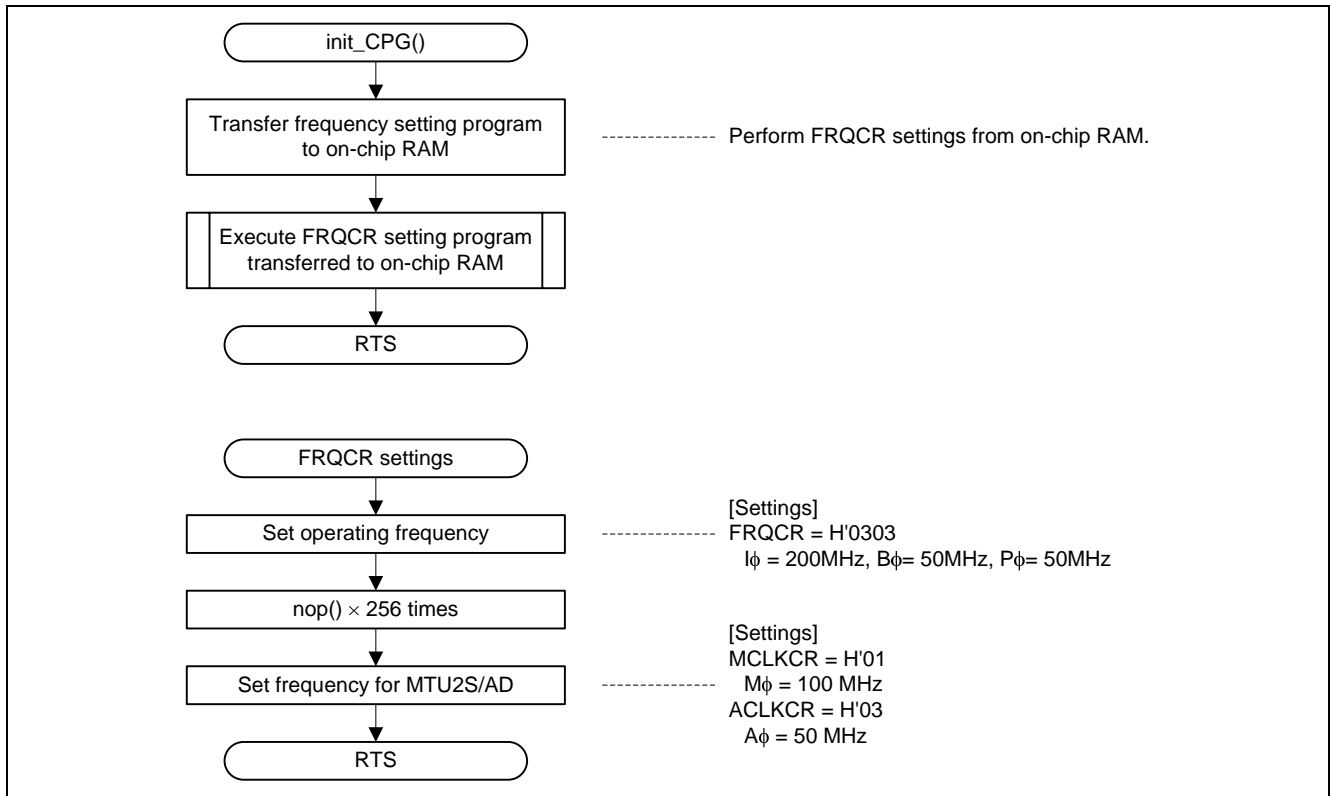 init_CPG()
Transfer frequency setting program
to on-chip RAM
Perform FRQCR settings from on-chip RAM.
Execute FRQCR setting program
transferred to on-chip RAM
RTS
FRQCR settings
Set operating frequency
[Settings]
FRQCR = H'0303
Iϕ = 200MHz, Bϕ= 50MHz, Pϕ= 50MHz
nop() × 256 times
Set frequency for MTU2S/AD
[Settings]
MCLKCR = H'01
Mϕ = 100 MHz
ACLKCR = H'03
Aϕ = 50 MHz
RTS